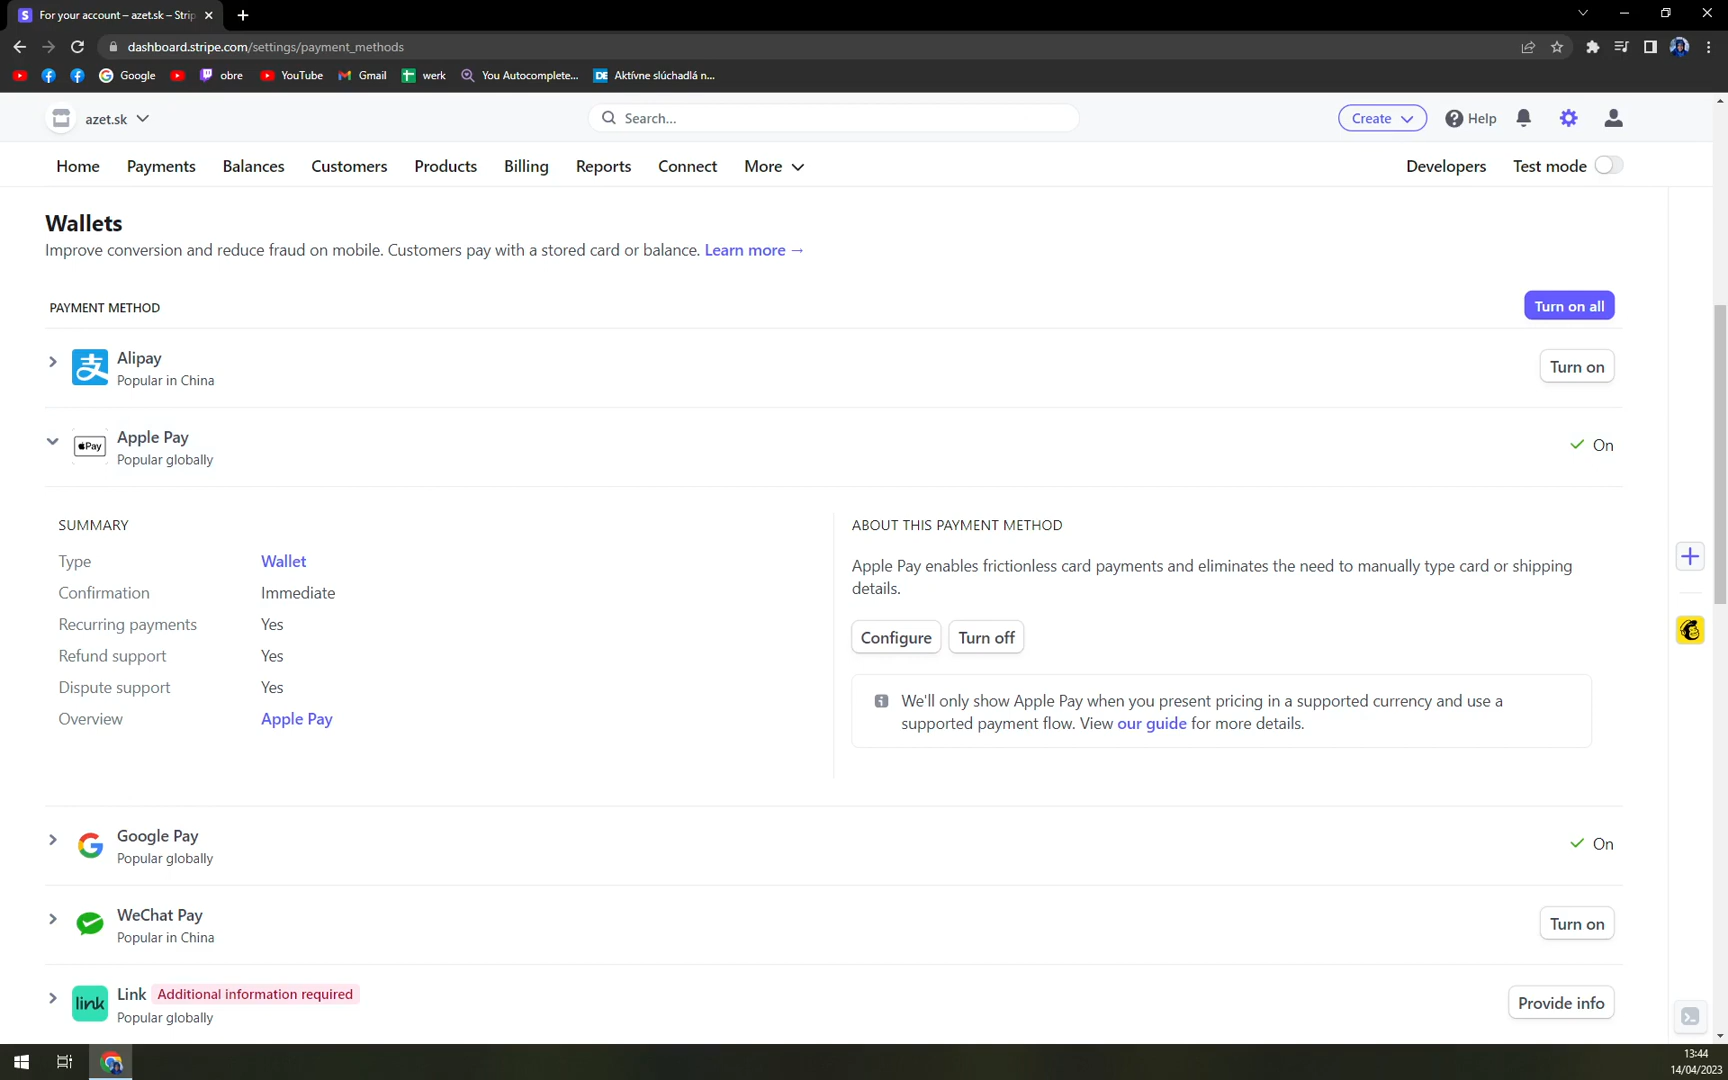 For your account – azet.sk – Strip
dashboard.stripe.com/settings/payment_methods
Google
obre
YouTube
Gmail
werk
You Autocomplete...
DE
Aktívne slúchadlá n...
azet.sk
Search...
Create
Help
Home
Payments
Balances
Customers
Products
Billing
Reports
Connect
More
Developers
Test mode
Wallets
Improve conversion and reduce fraud on mobile. Customers pay with a stored card or balance. Learn more →
PAYMENT METHOD
Turn on all
支
Alipay
Popular in China
Turn on
Pay
Apple Pay
Popular globally
On
SUMMARY
Type
Wallet
Confirmation
Immediate
Recurring payments
Yes
Refund support
Yes
Dispute support
Yes
Overview
Apple Pay
ABOUT THIS PAYMENT METHOD
Apple Pay enables frictionless card payments and eliminates the need to manually type card or shipping
details.
Configure
Turn off
We'll only show Apple Pay when you present pricing in a supported currency and use a
supported payment flow. View our guide for more details.
Google Pay
Popular globally
On
WeChat Pay
Popular in China
Turn on
link
Link
Additional information required
Popular globally
Provide info
13:44
14/04/2023